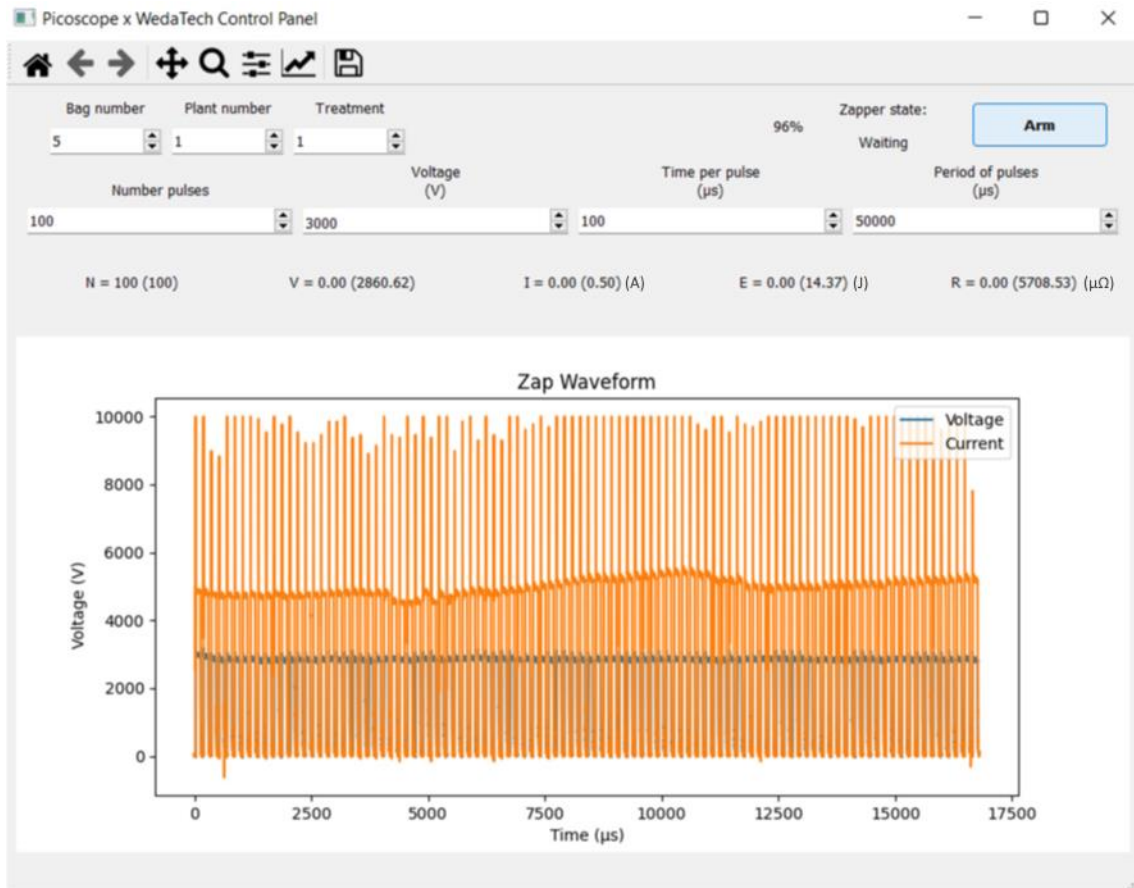 Picoscope x WedaTech Control Panel
Bag number Plant number Treatment
5 1 1
96%
Zapper state:
Waiting
Arm
Number pulses
Voltage
(V)
Time per pulse
(µs)
Period of pulses
(µs)
100 3000 100 50000
N = 100 (100) V = 0.00 (2860.62) I = 0.00 (0.50) (A) E = 0.00 (14.37) (J) R = 0.00 (5708.53) (µΩ)
Zap Waveform
Voltage
Current
10000
8000
6000
4000
2000
0
Voltage (V)
0 2500 5000 7500 10000 12500 15000 17500
Time (µs)